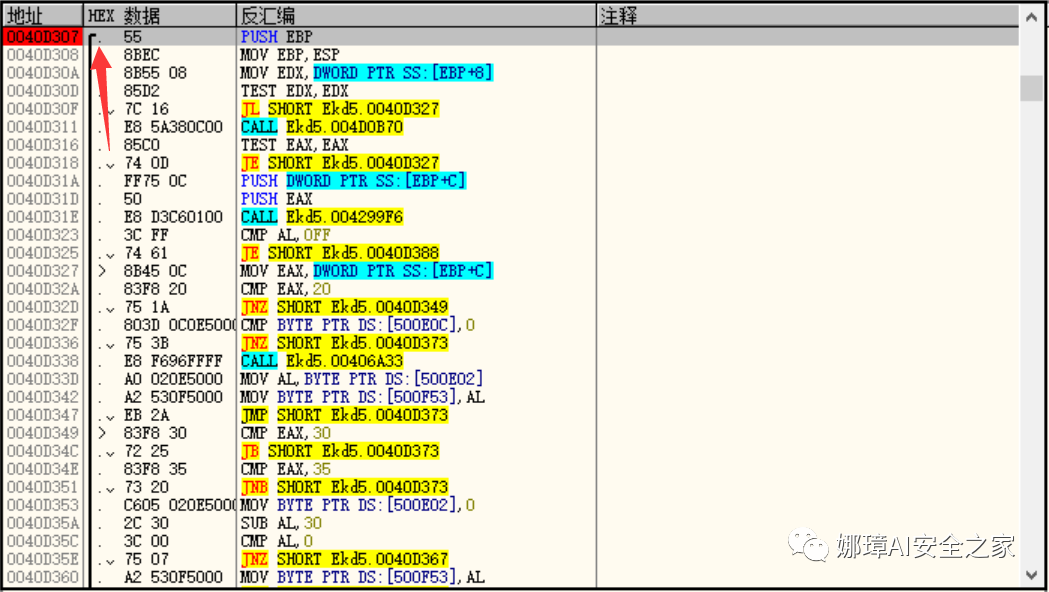 地址 HEX 数据 反汇编 注释
0040D307 . 55 PUSH EBP
0040D308 . 8BEC MOV EBP,ESP
0040D30A . 8B55 08 MOV EDX,DWORD PTR SS:[EBP+8]
0040D30D . 85D2 TEST EDX,EDX
0040D30F . 7C 16 JL SHORT Ekd5.0040D327
0040D311 . E8 5A380C00 CALL Ekd5.004D0B70
0040D316 . 85C0 TEST EAX,EAX
0040D318 . 74 0D JE SHORT Ekd5.0040D327
0040D31A . FF75 0C PUSH DWORD PTR SS:[EBP+C]
0040D31D . 50 PUSH EAX
0040D31E . E8 D3C60100 CALL Ekd5.004299F6
0040D323 . 3C FF CMP AL,0FF
0040D325 . 74 61 JE SHORT Ekd5.0040D388
0040D327 > 8B45 0C MOV EAX,DWORD PTR SS:[EBP+C]
0040D32A . 83F8 20 CMP EAX,20
0040D32D . 75 1A JNZ SHORT Ekd5.0040D349
0040D32F . 803D 0C0E5000 CMP BYTE PTR DS:[500E0C],0
0040D336 . 75 3B JNZ SHORT Ekd5.0040D373
0040D338 . E8 F696FFFF CALL Ekd5.00406A33
0040D33D . A0 020E5000 MOV AL,BYTE PTR DS:[500E02]
0040D342 . A2 530F5000 MOV BYTE PTR DS:[500F53],AL
0040D347 . EB 2A JMP SHORT Ekd5.0040D373
0040D349 > 83F8 30 CMP EAX,30
0040D34C . 72 25 JB SHORT Ekd5.0040D373
0040D34E . 83F8 35 CMP EAX,35
0040D351 . 73 20 JNB SHORT Ekd5.0040D373
0040D353 . C605 020E5000 MOV BYTE PTR DS:[500E02],0
0040D35A . 2C 30 SUB AL,30
0040D35C . 3C 00 CMP AL,0
0040D35E . 75 07 JNZ SHORT Ekd5.0040D367
0040D360 . A2 530F5000 MOV BYTE PTR DS:[500F53],AL
娜璋AI安全之家